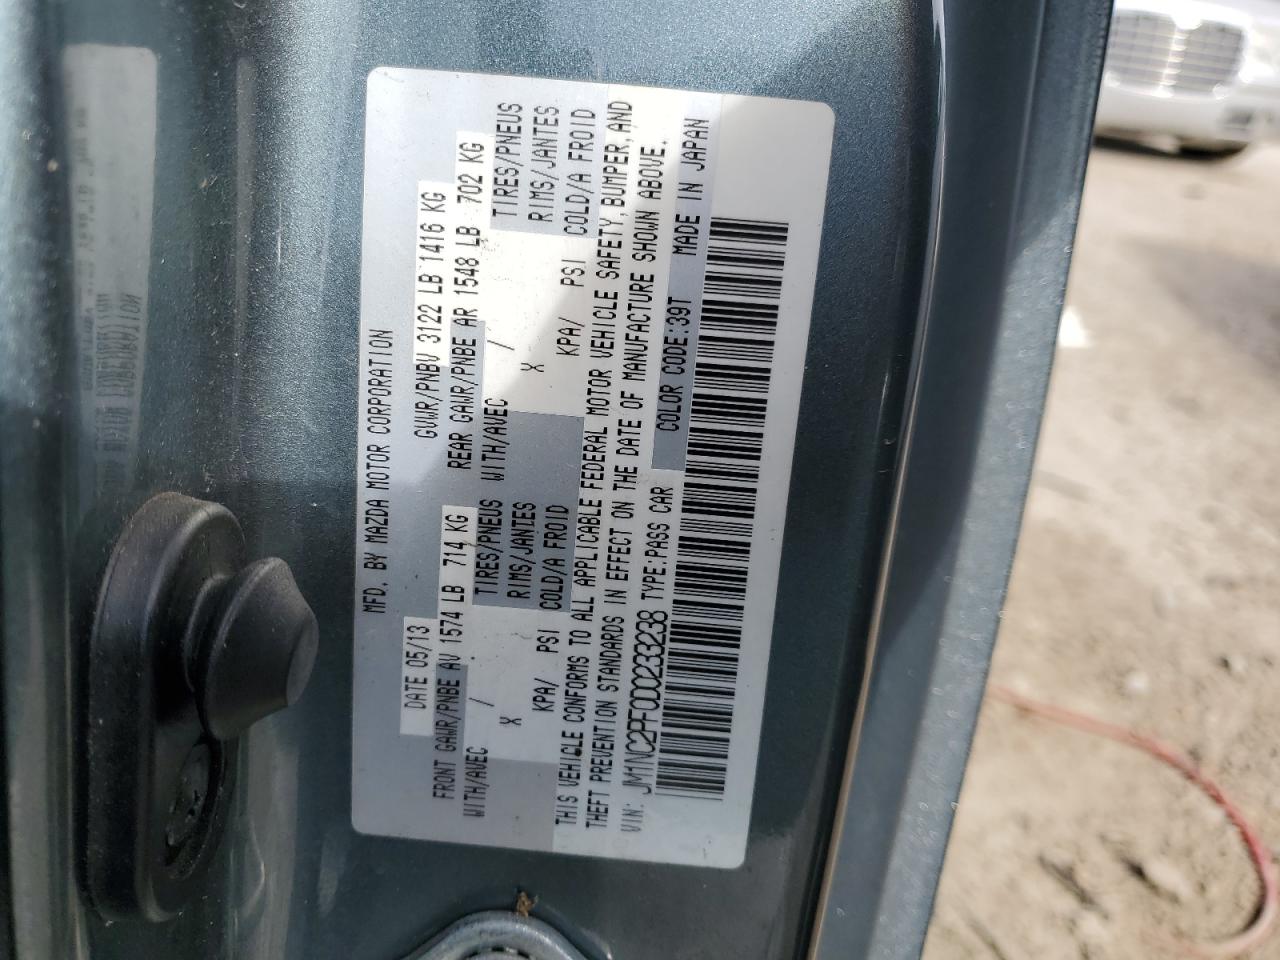 MFD. BY MAZDA MOTOR CORPORATION
DATE 05/13 GVWR/PNBV 3122 LB 1416 KG
FRONT GAWR/PNBE AV 1574 LB 714 KG REAR GAWR/PNBE AR 1548 LB 702 KG
WITH/AVEC TIRES/PNEUS WITH/AVEC TIRES/PNEUS
/ RIMS/JANTES / RIMS/JANTES
X COLD/A FROID X COLD/A FROID
KPA/ PSI KPA/ PSI
THIS VEHICLE CONFORMS TO ALL APPLICABLE FEDERAL MOTOR VEHICLE SAFETY, BUMPER, AND
THEFT PREVENTION STANDARDS IN EFFECT ON THE DATE OF MANUFACTURE SHOWN ABOVE.
VIN: JM1NC2PF0D0233238 TYPE:PASS CAR COLOR CODE:39T MADE IN JAPAN